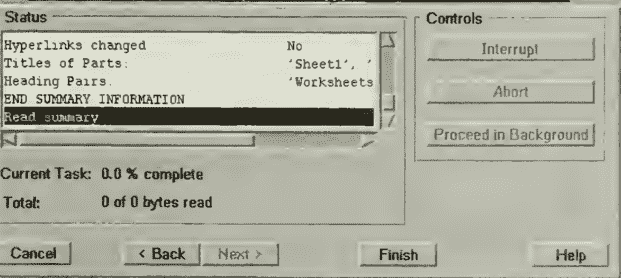 Status
Hyperlinks changed No
Titles of Parts: 'Sheet1', '
Heading Pairs. 'Worksheets
END SUMMARY INFORMATION
Read summary
Current Task: 0.0 % complete
Total: 0 of 0 bytes read
Controls
Interrupt
Abort
Proceed in Background
Cancel
< Back
Next >
Finish
Help